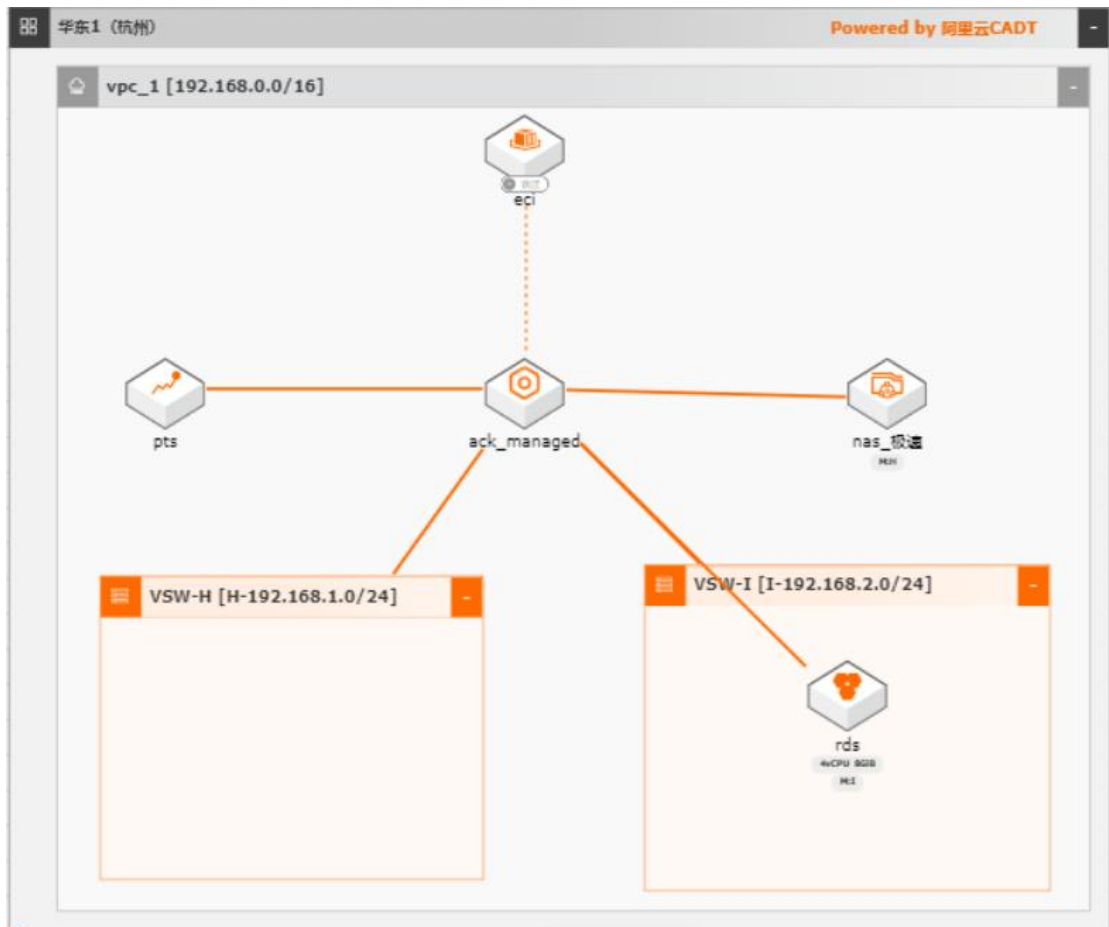 华东1（杭州）
Powered by 阿里云CADT
vpc_1 [192.168.0.0/16]
eci
pts
ack_managed
nas_极速
M:H
VSW-H [H-192.168.1.0/24]
VSW-I [I-192.168.2.0/24]
rds
4vCPU 8GiB
M:I